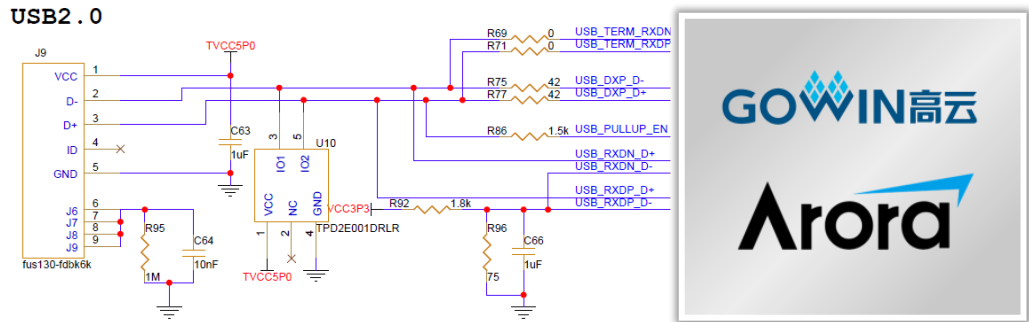 USB2.0
J9
VCC 1
D- 2
D+ 3
ID 4
GND 5
J6 6
J7 7
J8 8
J9 9
fus130-fdbk6k
TVCC5P0
C63
1uF
R95
1M
C64
10nF
U10
3 5
IO1 IO2
VCC NC GND
1 2 4
TPD2E001DRLR
TVCC5P0
R69 0 USB_TERM_RXDN
R71 0 USB_TERM_RXDP
R75 42 USB_DXP_D-
R77 42 USB_DXP_D+
R86 1.5k USB_PULLUP_EN
USB_RXDN_D+
USB_RXDN_D-
USB_RXDP_D+
USB_RXDP_D-
VCC3P3 R92 1.8k
R96
75
C66
1uF
GOWIN高云
Arora